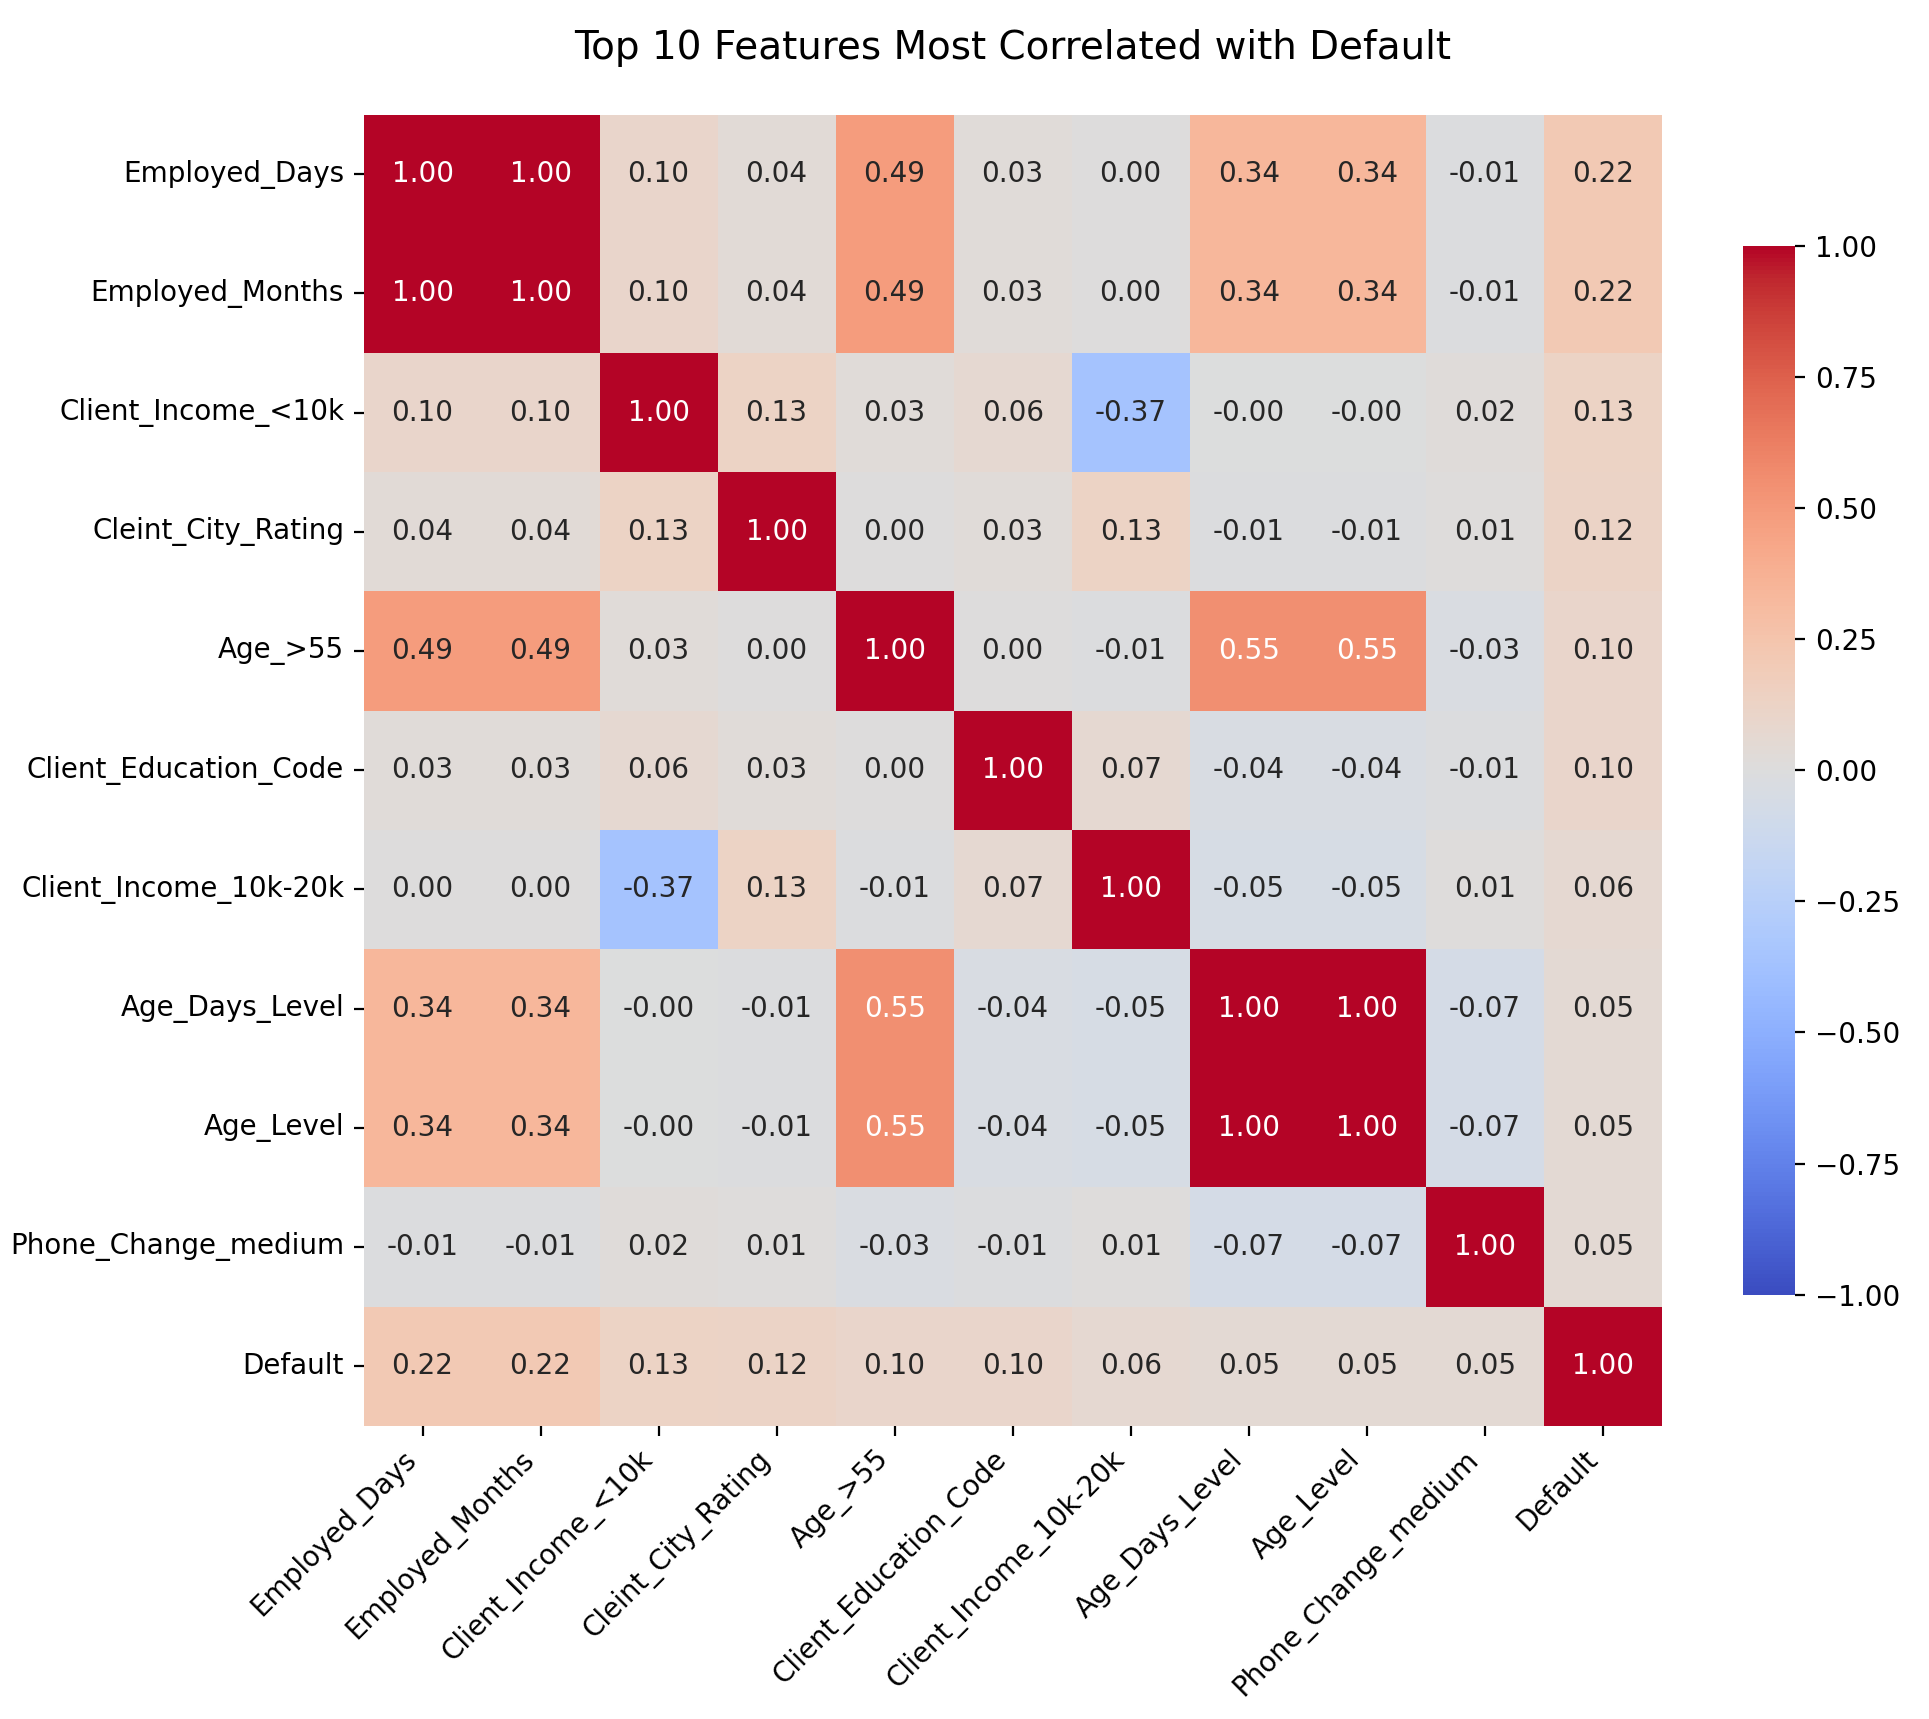 Top 10 Features Most Correlated with Default
Employed_Days 1.00 1.00 0.10 0.04 0.49 0.03 0.00 0.34 0.34 -0.01 0.22
Employed_Months 1.00 1.00 0.10 0.04 0.49 0.03 0.00 0.34 0.34 -0.01 0.22
Client_Income_<10k 0.10 0.10 1.00 0.13 0.03 0.06 -0.37 -0.00 -0.00 0.02 0.13
Cleint_City_Rating 0.04 0.04 0.13 1.00 0.00 0.03 0.13 -0.01 -0.01 0.01 0.12
Age_>55 0.49 0.49 0.03 0.00 1.00 0.00 -0.01 0.55 0.55 -0.03 0.10
Client_Education_Code 0.03 0.03 0.06 0.03 0.00 1.00 0.07 -0.04 -0.04 -0.01 0.10
Client_Income_10k-20k 0.00 0.00 -0.37 0.13 -0.01 0.07 1.00 -0.05 -0.05 0.01 0.06
Age_Days_Level 0.34 0.34 -0.00 -0.01 0.55 -0.04 -0.05 1.00 1.00 -0.07 0.05
Age_Level 0.34 0.34 -0.00 -0.01 0.55 -0.04 -0.05 1.00 1.00 -0.07 0.05
Phone_Change_medium -0.01 -0.01 0.02 0.01 -0.03 -0.01 0.01 -0.07 -0.07 1.00 0.05
Default 0.22 0.22 0.13 0.12 0.10 0.10 0.06 0.05 0.05 0.05 1.00
Employed_Days
Employed_Months
Client_Income_<10k
Cleint_City_Rating
Age_>55
Client_Education_Code
Client_Income_10k-20k
Age_Days_Level
Age_Level
Phone_Change_medium
Default
1.00
0.75
0.50
0.25
0.00
−0.25
−0.50
−0.75
−1.00